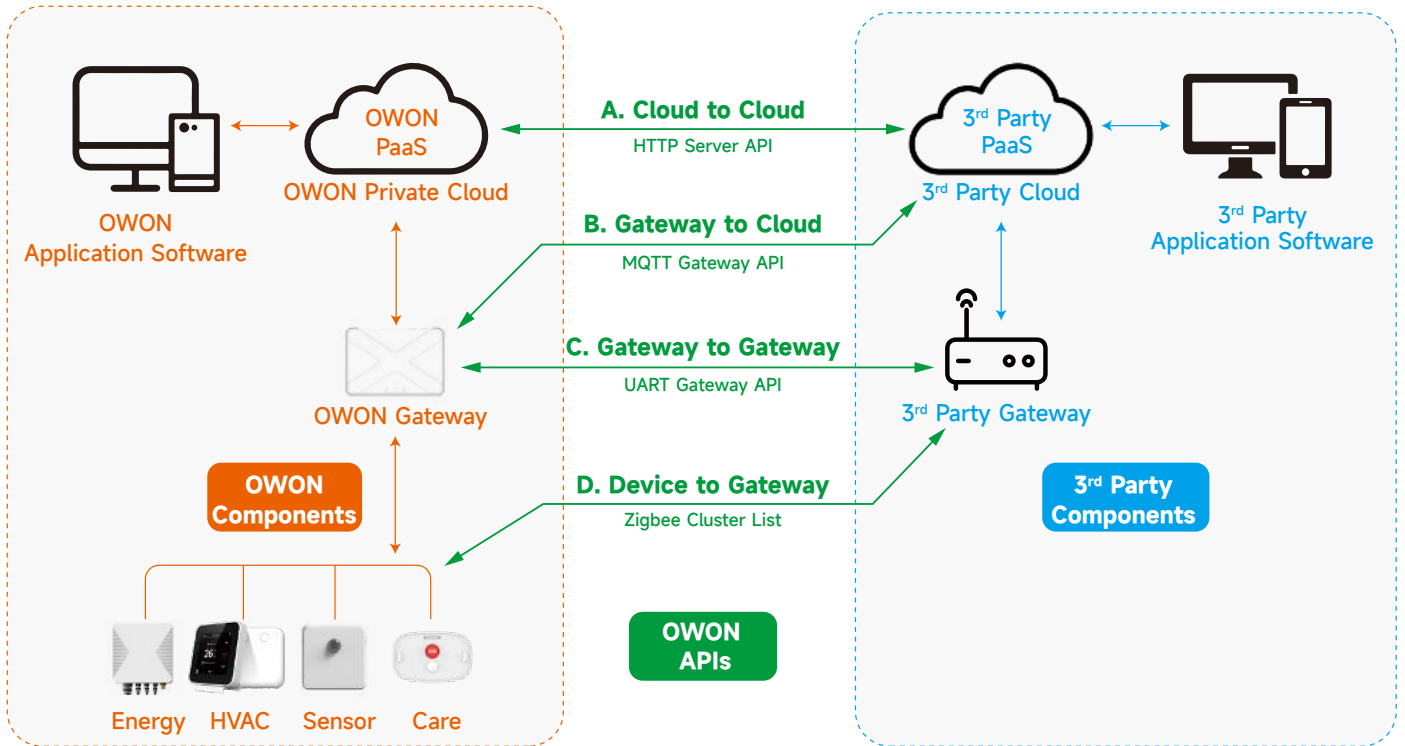 OWON
PaaS
OWON Private Cloud
OWON
Application Software
A. Cloud to Cloud
HTTP Server API
3rd Party
PaaS
3rd Party Cloud
3rd Party
Application Software
B. Gateway to Cloud
MQTT Gateway API
C. Gateway to Gateway
UART Gateway API
OWON Gateway
3rd Party Gateway
OWON
Components
D. Device to Gateway
Zigbee Cluster List
3rd Party
Components
OWON
APIs
26
Energy
HVAC
Sensor
Care